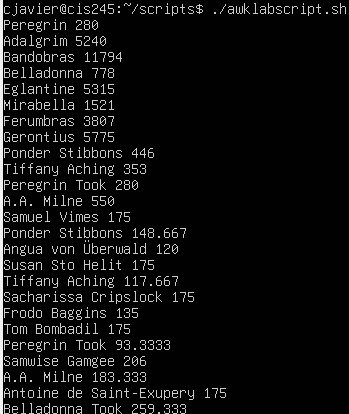 cjavier@cis245:~/scripts$ ./awklabscript.sh
Peregrin 280
Adalgrim 5240
Bandobras 11794
Belladonna 778
Eglantine 5315
Mirabella 1521
Ferumbras 3807
Gerontius 5775
Ponder Stibbons 446
Tiffany Aching 353
Peregrin Took 280
A.A. Milne 550
Samuel Vimes 175
Ponder Stibbons 148.667
Angua von Überwald 120
Susan Sto Helit 175
Tiffany Aching 117.667
Sacharissa Cripslock 175
Frodo Baggins 135
Tom Bombadil 175
Peregrin Took 93.3333
Samwise Gamgee 206
A.A. Milne 183.333
Antoine de Saint-Exupery 175
Belladonna Took 259.333